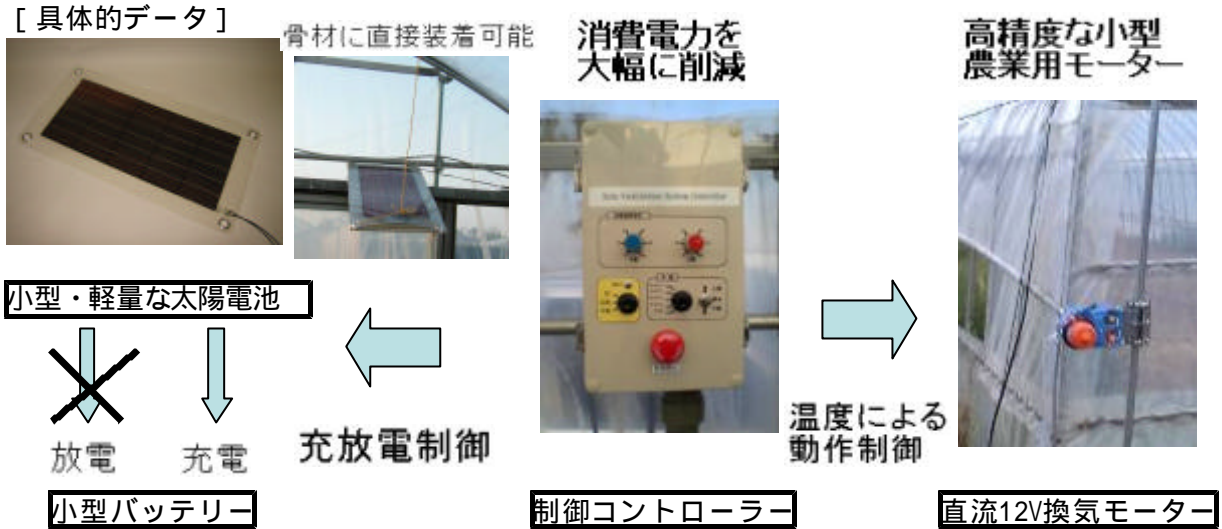 [具体的データ]
骨材に直接装着可能
消費電力を
大幅に削減
高精度な小型
農業用モーター
小型・軽量な太陽電池
放電
充電
充放電制御
温度による
動作制御
小型バッテリー
制御コントローラー
直流12V換気モーター